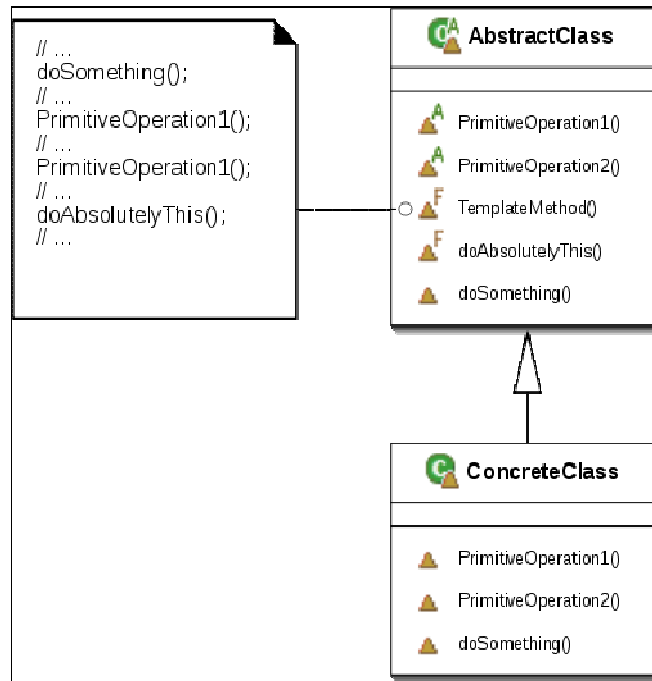 // ...
doSomething();
// ...
PrimitiveOperation1();
// ...
PrimitiveOperation1();
// ...
doAbsolutelyThis();
// ...
C A AbstractClass
A PrimitiveOperation1()
A PrimitiveOperation2()
F TemplateMethod()
F doAbsolutelyThis()
doSomething()
C ConcreteClass
PrimitiveOperation1()
PrimitiveOperation2()
doSomething()